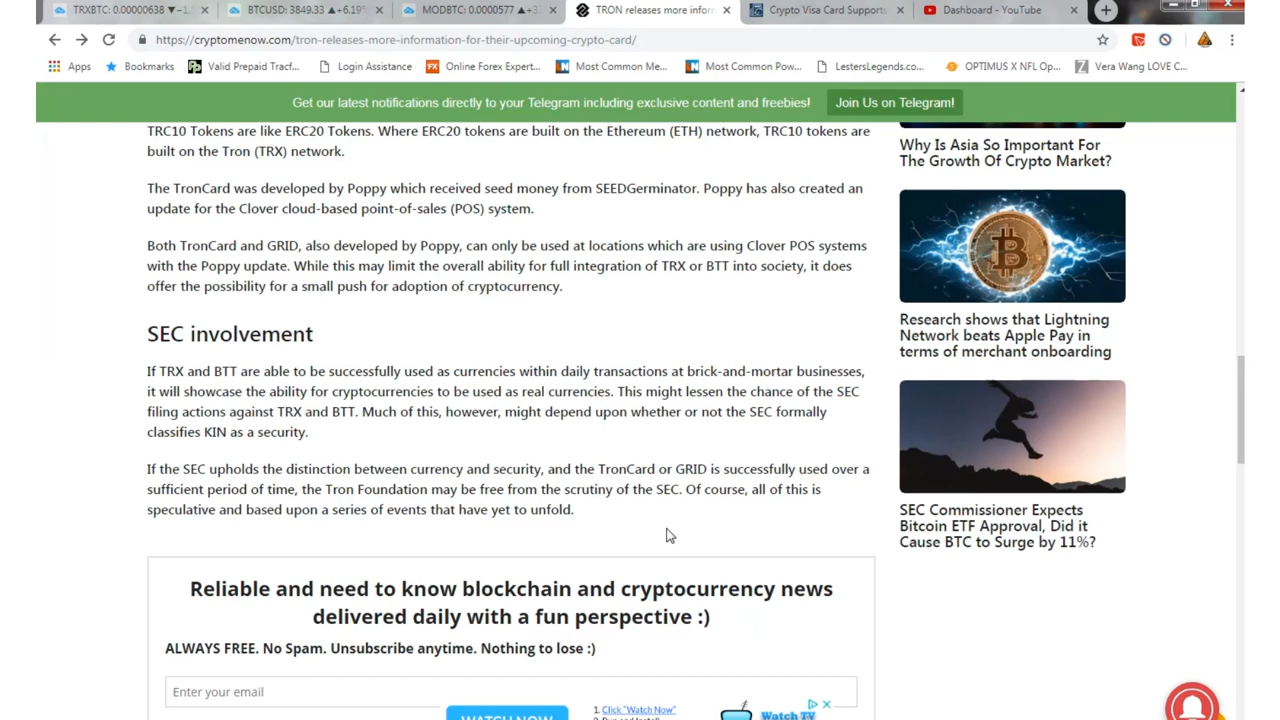 TRXBTC: 0.00000638 ▼−1.
BTCUSD: 3849.33 ▲+6.19%
MODBTC: 0.0000577 ▲+3
TRON releases more inform
Crypto Visa Card Supports
Dashboard - YouTube
https://cryptomenow.com/tron-releases-more-information-for-their-upcoming-crypto-card/
Apps
Bookmarks
Valid Prepaid Tracf...
Login Assistance
Online Forex Expert...
Most Common Me...
Most Common Pow...
LestersLegends.co...
OPTIMUS X NFL Op...
Vera Wang LOVE C...
Get our latest notifications directly to your Telegram including exclusive content and freebies!
Join Us on Telegram!
TRC10 Tokens are like ERC20 Tokens. Where ERC20 tokens are built on the Ethereum (ETH) network, TRC10 tokens are
built on the Tron (TRX) network.
The TronCard was developed by Poppy which received seed money from SEEDGerminator. Poppy has also created an
update for the Clover cloud-based point-of-sales (POS) system.
Both TronCard and GRID, also developed by Poppy, can only be used at locations which are using Clover POS systems
with the Poppy update. While this may limit the overall ability for full integration of TRX or BTT into society, it does
offer the possibility for a small push for adoption of cryptocurrency.
SEC involvement
If TRX and BTT are able to be successfully used as currencies within daily transactions at brick-and-mortar businesses,
it will showcase the ability for cryptocurrencies to be used as real currencies. This might lessen the chance of the SEC
filing actions against TRX and BTT. Much of this, however, might depend upon whether or not the SEC formally
classifies KIN as a security.
If the SEC upholds the distinction between currency and security, and the TronCard or GRID is successfully used over a
sufficient period of time, the Tron Foundation may be free from the scrutiny of the SEC. Of course, all of this is
speculative and based upon a series of events that have yet to unfold.
Reliable and need to know blockchain and cryptocurrency news
delivered daily with a fun perspective :)
ALWAYS FREE. No Spam. Unsubscribe anytime. Nothing to lose :)
Enter your email
WATCH NOW
1. Click "Watch Now"
Watch TV
Why Is Asia So Important For
The Growth Of Crypto Market?
Research shows that Lightning
Network beats Apple Pay in
terms of merchant onboarding
SEC Commissioner Expects
Bitcoin ETF Approval, Did it
Cause BTC to Surge by 11%?